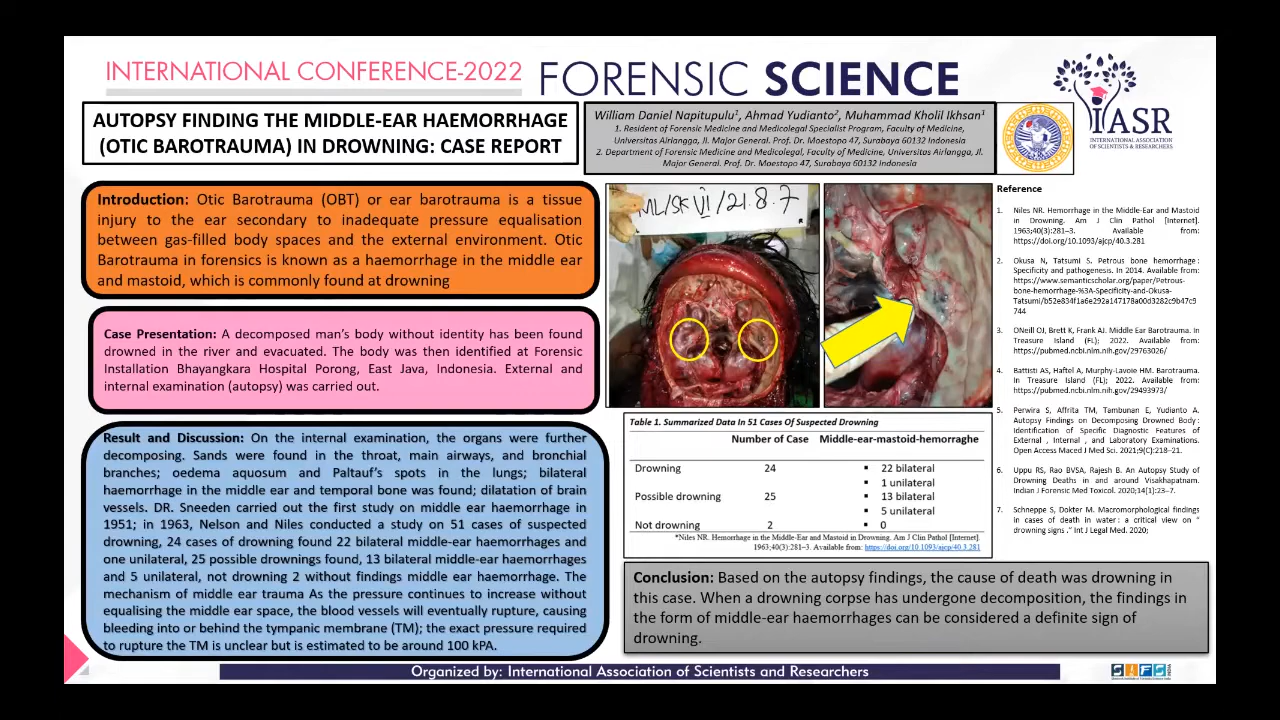 INTERNATIONAL CONFERENCE-2022
FORENSIC SCIENCE
IASR
INTERNATIONAL ASSOCIATION
OF SCIENTISTS & RESEARCHERS
AUTOPSY FINDING THE MIDDLE-EAR HAEMORRHAGE
(OTIC BAROTRAUMA) IN DROWNING: CASE REPORT
William Daniel Napitupulu1, Ahmad Yudianto2, Muhammad Kholil Ikhsan1
1. Resident of Forensic Medicine and Medicolegal Specialist Program, Faculty of Medicine,
Universitas Airlangga, Jl. Major General. Prof. Dr. Moestopo 47, Surabaya 60132 Indonesia
2. Department of Forensic Medicine and Medicolegal, Faculty of Medicine, Universitas Airlangga, Jl.
Major General. Prof. Dr. Maestopo 47, Surabaya 60132 Indonesia
Introduction: Otic Barotrauma (OBT) or ear barotrauma is a tissue
injury to the ear secondary to inadequate pressure equalisation
between gas-filled body spaces and the external environment. Otic
Barotrauma in forensics is known as a haemorrhage in the middle ear
and mastoid, which is commonly found at drowning
Case Presentation: A decomposed man's body without identity has been found
drowned in the river and evacuated. The body was then identified at Forensic
Installation Bhayangkara Hospital Porong, East Java, Indonesia. External and
internal examination (autopsy) was carried out.
Result and Discussion: On the internal examination, the organs were further
decomposing. Sands were found in the throat, main airways, and bronchial
branches; oedema aquosum and Paltauf's spots in the lungs; bilateral
haemorrhage in the middle ear and temporal bone was found; dilatation of brain
vessels. DR. Sneeden carried out the first study on middle ear haemorrhage in
1951; in 1963, Nelson and Niles conducted a study on 51 cases of suspected
drowning, 24 cases of drowning found 22 bilateral middle-ear haemorrhages and
one unilateral, 25 possible drownings found, 13 bilateral middle-ear haemorrhages
and 5 unilateral, not drowning 2 without findings middle ear haemorrhage. The
mechanism of middle ear trauma As the pressure continues to increase without
equalising the middle ear space, the blood vessels will eventually rupture, causing
bleeding into or behind the tympanic membrane (TM); the exact pressure required
to rupture the TM is unclear but is estimated to be around 100 kPA.
ML/SK VI/21.8.7
Table 1. Summarized Data In 51 Cases Of Suspected Drowning
Number of Case Middle-ear-mastoid-hemorraghe
Drowning 24 ▪ 22 bilateral
▪ 1 unilateral
Possible drowning 25 ▪ 13 bilateral
▪ 5 unilateral
Not drowning 2 ▪ 0
*Niles NR. Hemorrhage in the Middle-Ear and Mastoid in Drowning. Am J Clin Pathol [Internet].
1963;40(3):281–3. Available from: https://doi.org/10.1093/ajcp/40.3.281
Conclusion: Based on the autopsy findings, the cause of death was drowning in
this case. When a drowning corpse has undergone decomposition, the findings in
the form of middle-ear haemorrhages can be considered a definite sign of
drowning.
Reference
1. Niles NR. Hemorrhage in the Middle-Ear and Mastoid
in Drowning. Am J Clin Pathol [Internet].
1963;40(3):281–3. Available from:
https://doi.org/10.1093/ajcp/40.3.281
2. Okusa N, Tatsumi S. Petrous bone hemorrhage :
Specificity and pathogenesis. In 2014. Available from:
https://www.semanticscholar.org/paper/Petrous-
bone-hemorrhage-%3A-Specificity-and-Okusa-
Tatsumi/b52e834f1a6e292a147178a00d3282c9b47c9
744
3. ONeill OJ, Brett K, Frank AJ. Middle Ear Barotrauma. In
Treasure Island (FL); 2022. Available from:
https://pubmed.ncbi.nlm.nih.gov/29763026/
4. Battisti AS, Haftel A, Murphy-Lavoie HM. Barotrauma.
In Treasure Island (FL); 2022. Available from:
https://pubmed.ncbi.nlm.nih.gov/29493973/
5. Perwira S, Affrita TM, Tambunan E, Yudianto A.
Autopsy Findings on Decomposing Drowned Body :
Identification of Specific Diagnostic Features of
External , Internal , and Laboratory Examinations.
Open Access Maced J Med Sci. 2021;9(C):218–21.
6. Uppu RS, Rao BVSA, Rajesh B. An Autopsy Study of
Drowning Deaths in and around Visakhapatnam.
Indian J Forensic Med Toxicol. 2020;14(1):23–7.
7. Schneppe S, Dokter M. Macromorphological findings
in cases of death in water : a critical view on “
drowning signs .” Int J Legal Med. 2020;
Organized by: International Association of Scientists and Researchers
SIFS
INDIA